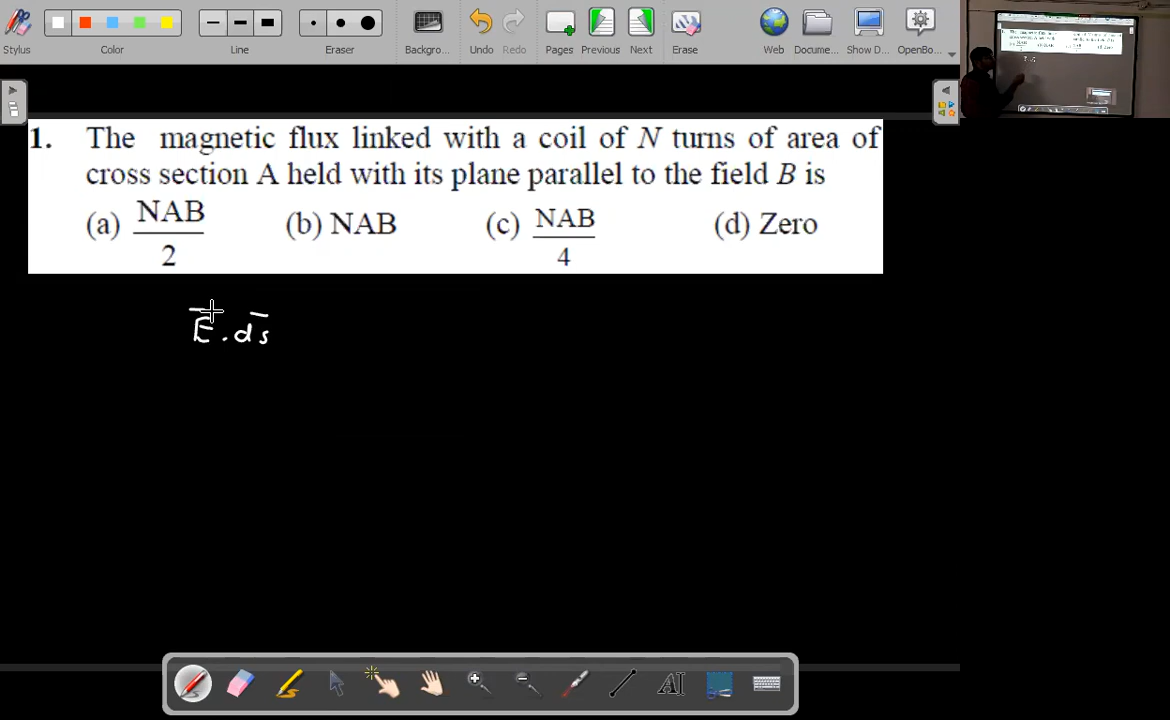 Stylus Color Line Eraser Backgro... Undo Redo Pages Previous Next Erase Web Docume... Show D... OpenBo...
1. The magnetic flux linked with a coil of N turns of area of
cross section A held with its plane parallel to the field B is
(a) NAB/2 (b) NAB (c) NAB/4 (d) Zero
E̅ . d s̅